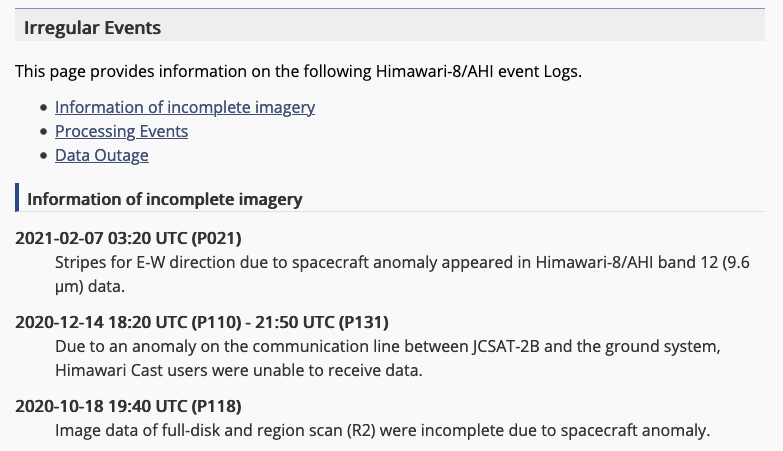 Irregular Events
This page provides information on the following Himawari-8/AHI event Logs.
Information of incomplete imagery
Processing Events
Data Outage
Information of incomplete imagery
2021-02-07 03:20 UTC (P021)
Stripes for E-W direction due to spacecraft anomaly appeared in Himawari-8/AHI band 12 (9.6
μm) data.
2020-12-14 18:20 UTC (P110) - 21:50 UTC (P131)
Due to an anomaly on the communication line between JCSAT-2B and the ground system,
Himawari Cast users were unable to receive data.
2020-10-18 19:40 UTC (P118)
Image data of full-disk and region scan (R2) were incomplete due to spacecraft anomaly.